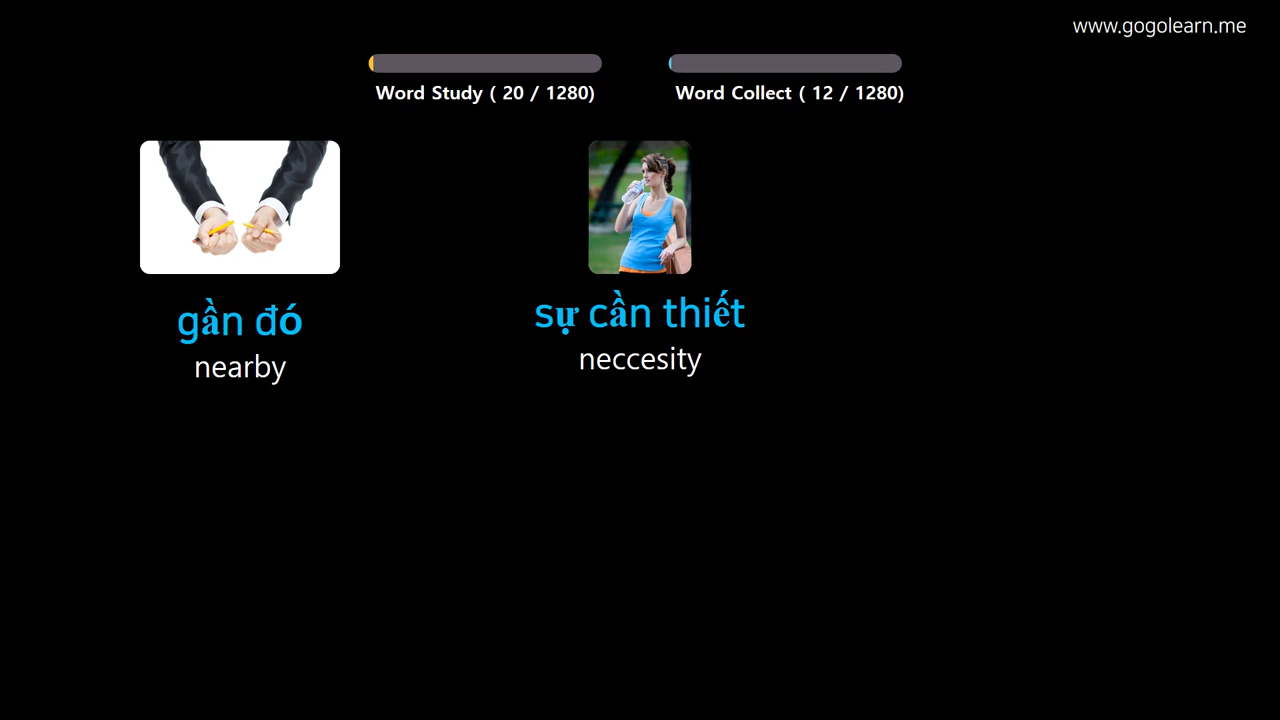 www.gogolearn.me
Word Study ( 20 / 1280)
Word Collect ( 12 / 1280)
gần đó
nearby
sự cần thiết
neccesity